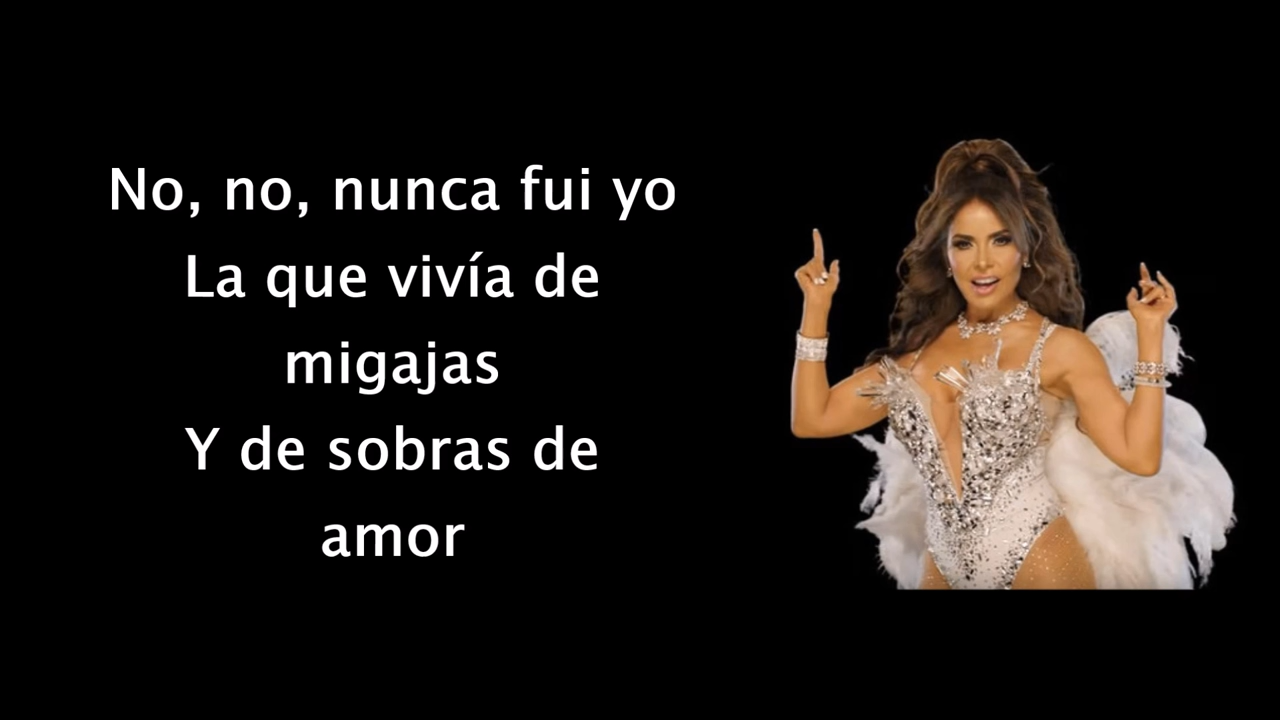 No, no, nunca fui yo
La que vivía de
migajas
Y de sobras de
amor